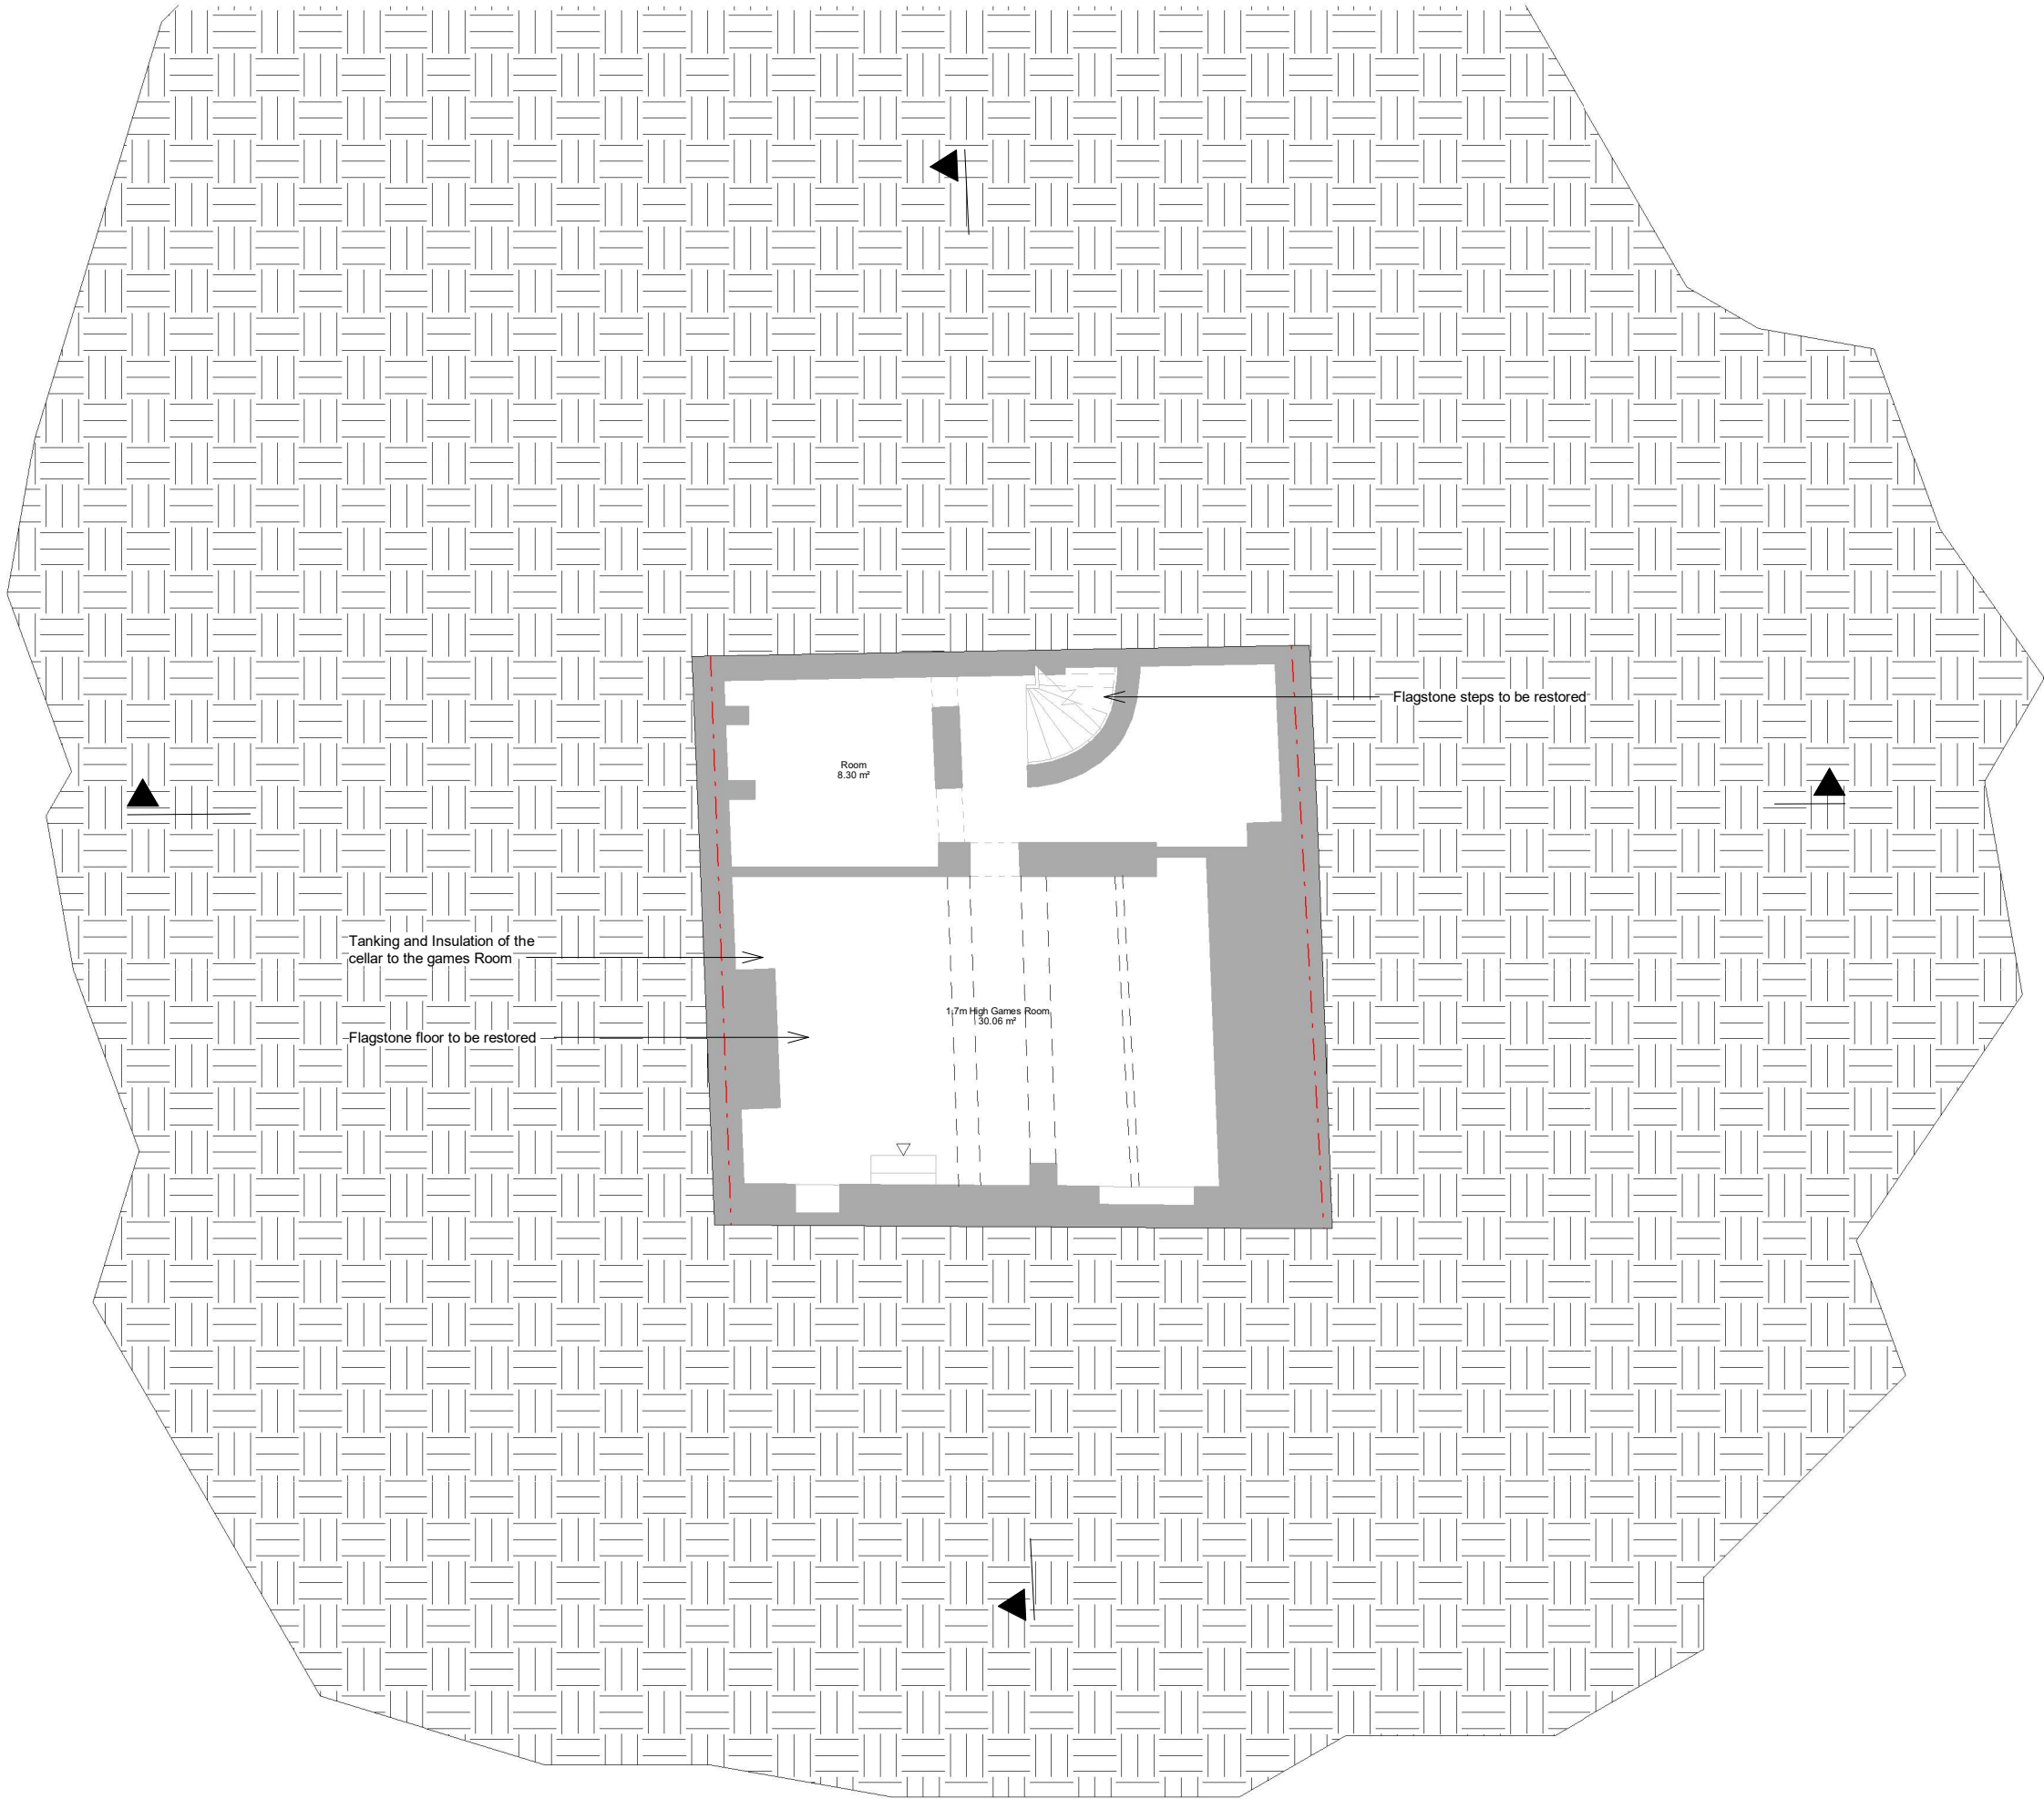 Flagstone steps to be restored
Room
8.30 m²
Tanking and Insulation of the
cellar to the games Room
1.7m High Games Room
30.06 m²
Flagstone floor to be restored